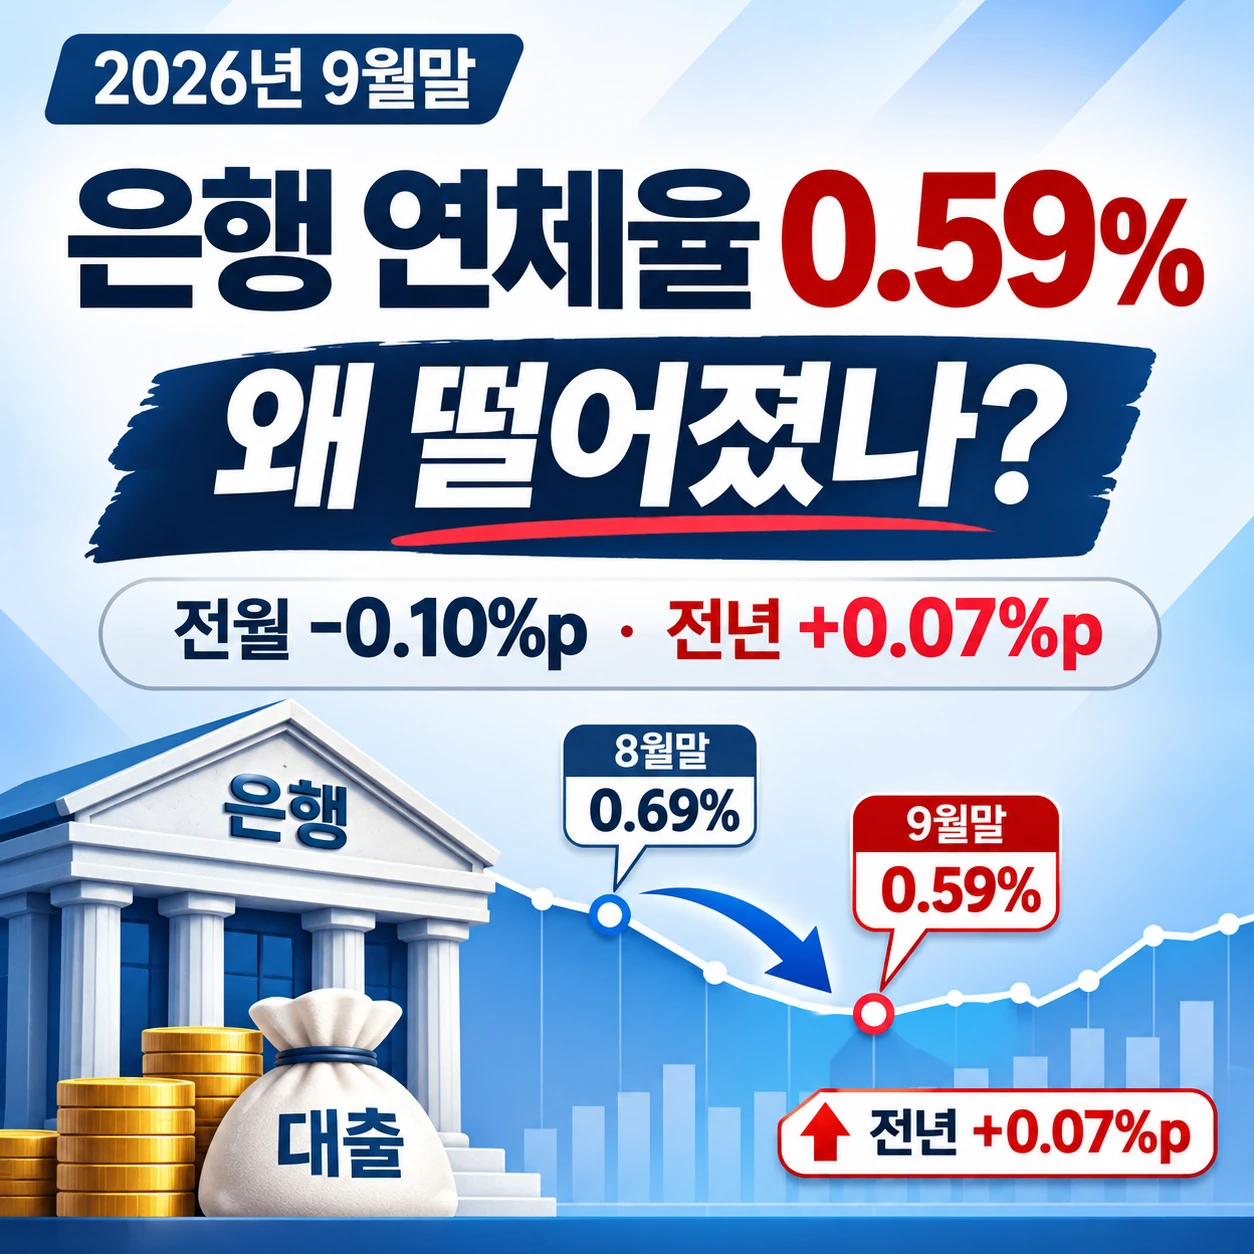 2026년 9월말
은행 연체율 0.59%
왜 떨어졌나?
전월 -0.10%p · 전년 +0.07%p
은행
8월말
0.69%
9월말
0.59%
대출
전년 +0.07%p